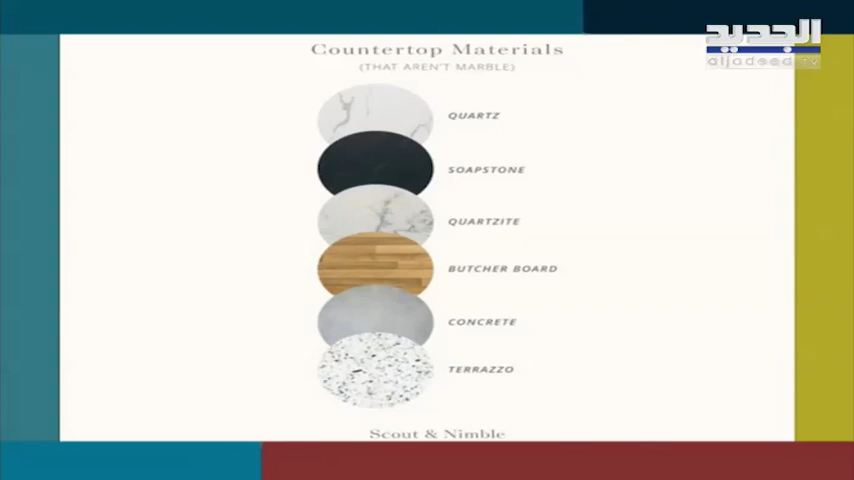 الجديد
aljadeed.tv
Countertop Materials
(THAT AREN'T MARBLE)
QUARTZ
SOAPSTONE
QUARTZITE
BUTCHER BOARD
CONCRETE
TERRAZZO
Scout & Nimble